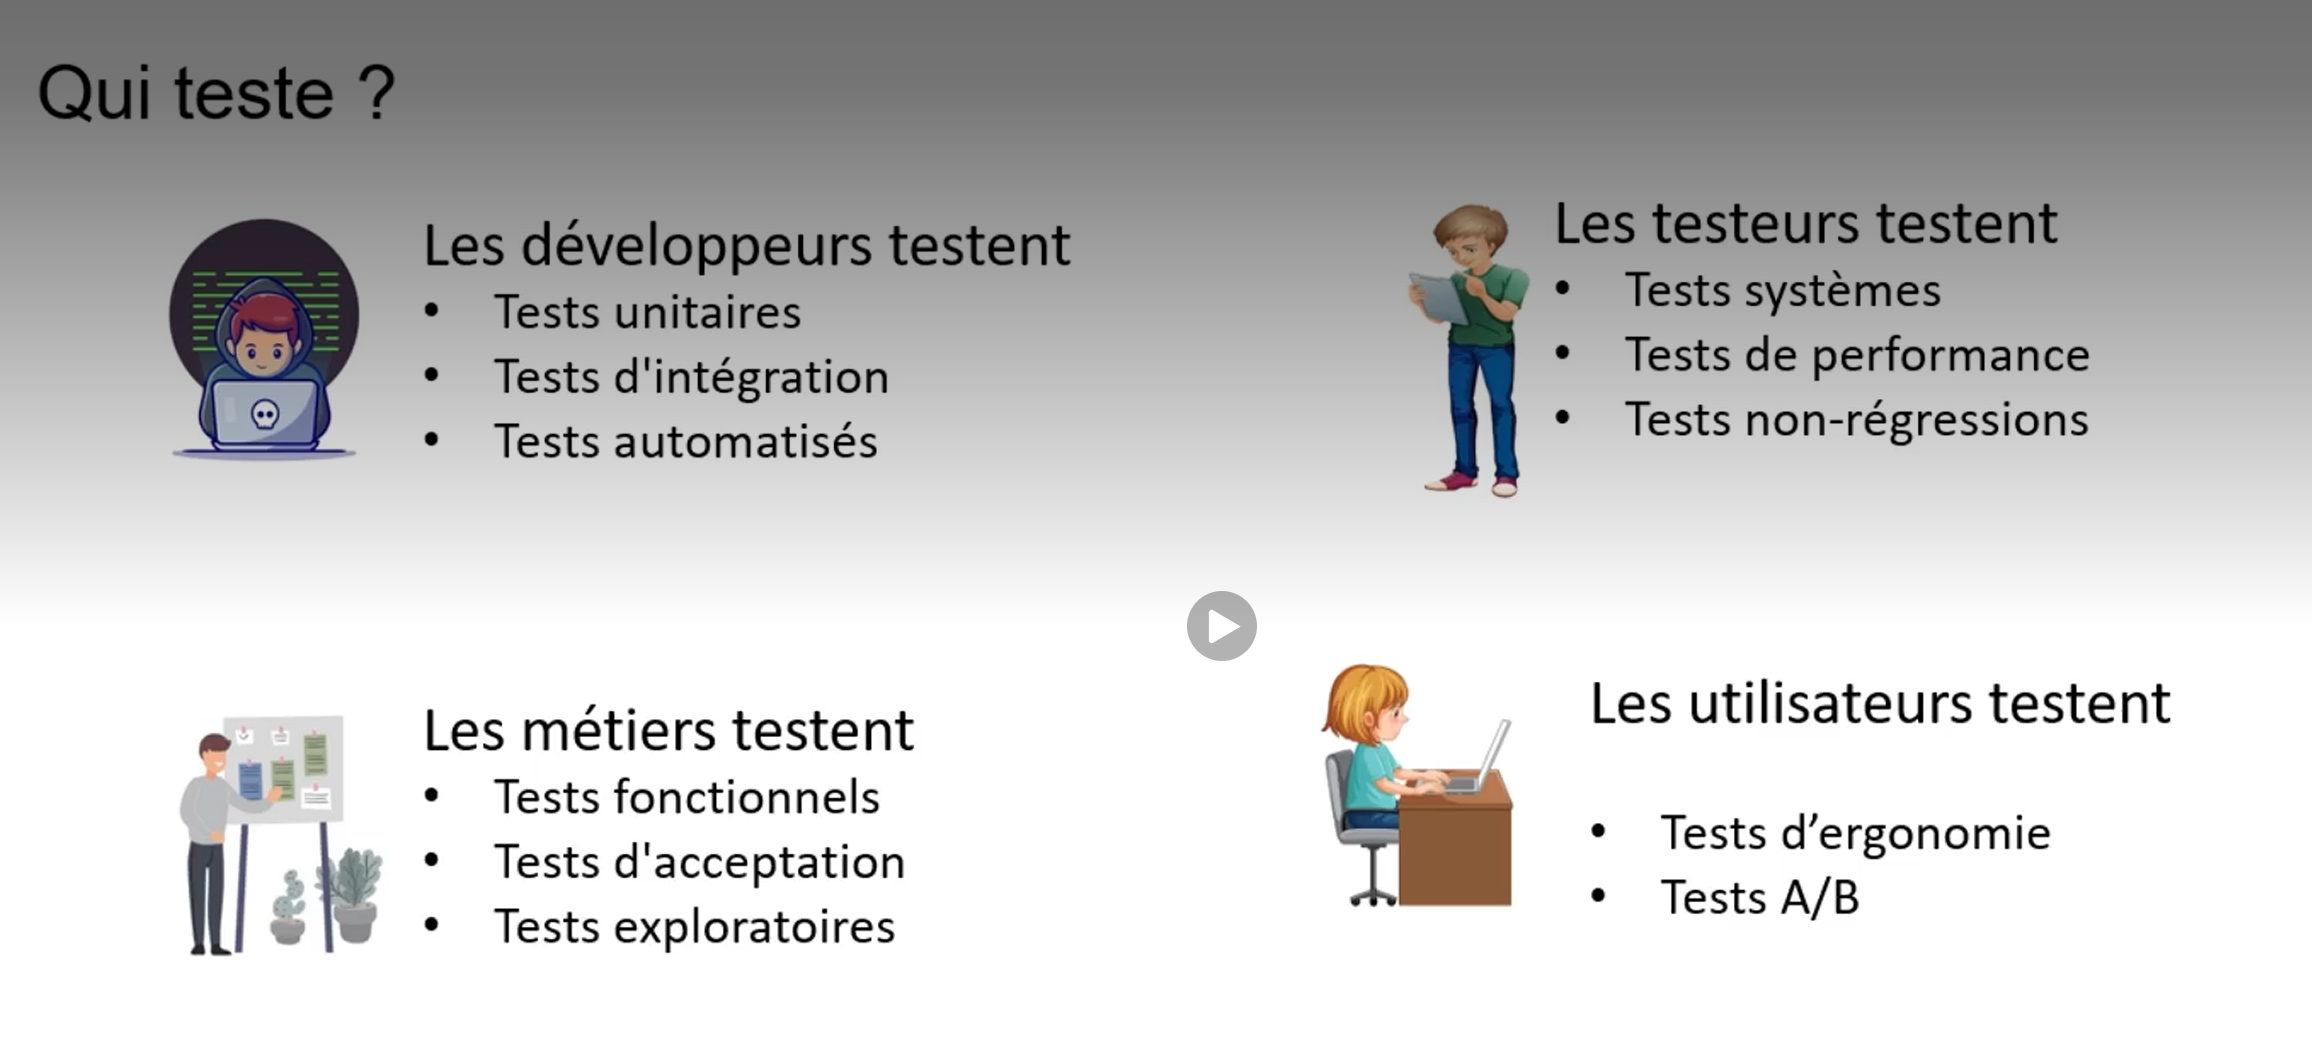 Qui teste ?
Les développeurs testent
• Tests unitaires
• Tests d'intégration
• Tests automatisés
Les testeurs testent
• Tests systèmes
• Tests de performance
• Tests non-régressions
Les métiers testent
• Tests fonctionnels
• Tests d'acceptation
• Tests exploratoires
Les utilisateurs testent
• Tests d’ergonomie
• Tests A/B